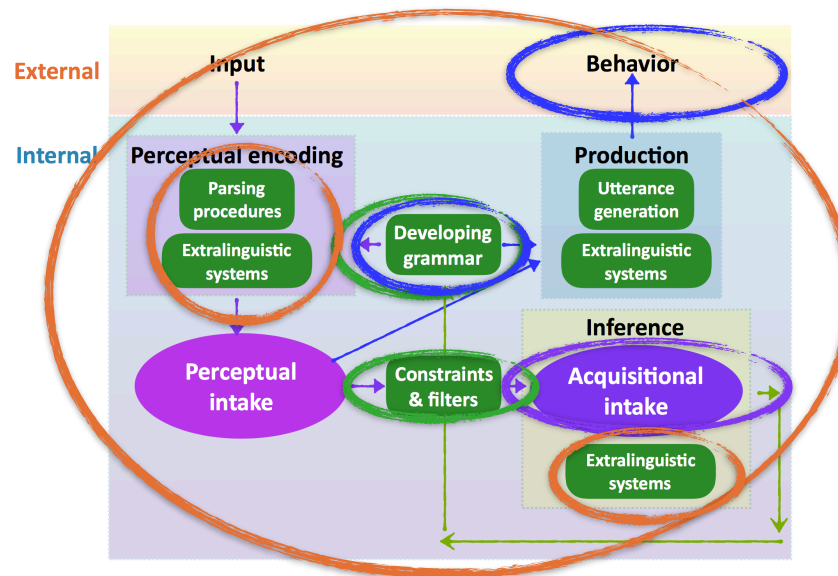 External
Input
Behavior
Internal
Perceptual encoding
Parsing
procedures
Extralinguistic
systems
Developing
grammar
Production
Utterance
generation
Extralinguistic
systems
Perceptual
intake
Constraints
& filters
Inference
Acquisitional
intake
Extralinguistic
systems